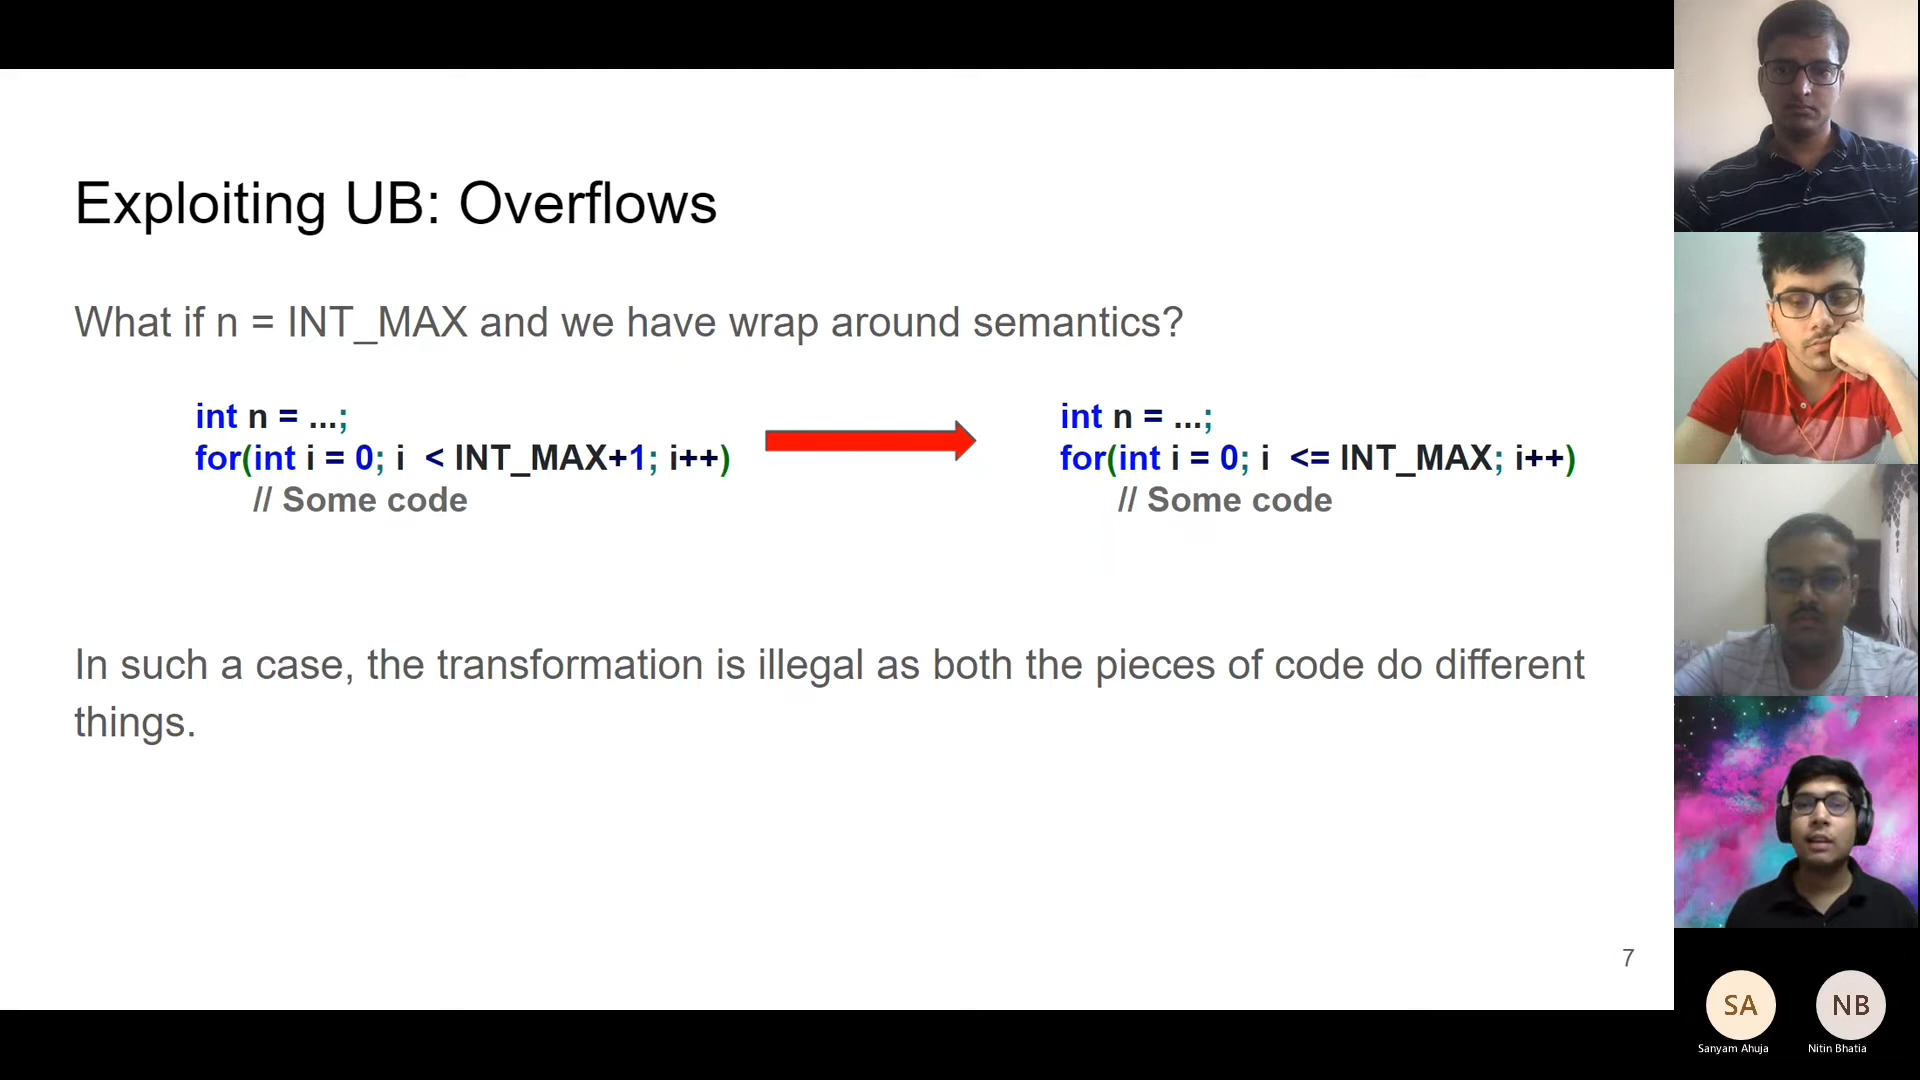 Exploiting UB: Overflows
What if n = INT_MAX and we have wrap around semantics?
int n = ...;
for(int i = 0; i < INT_MAX+1; i++)
// Some code
int n = ...;
for(int i = 0; i <= INT_MAX; i++)
// Some code
In such a case, the transformation is illegal as both the pieces of code do different
things.
7
SA
NB
Sanyam Ahuja
Nitin Bhatia